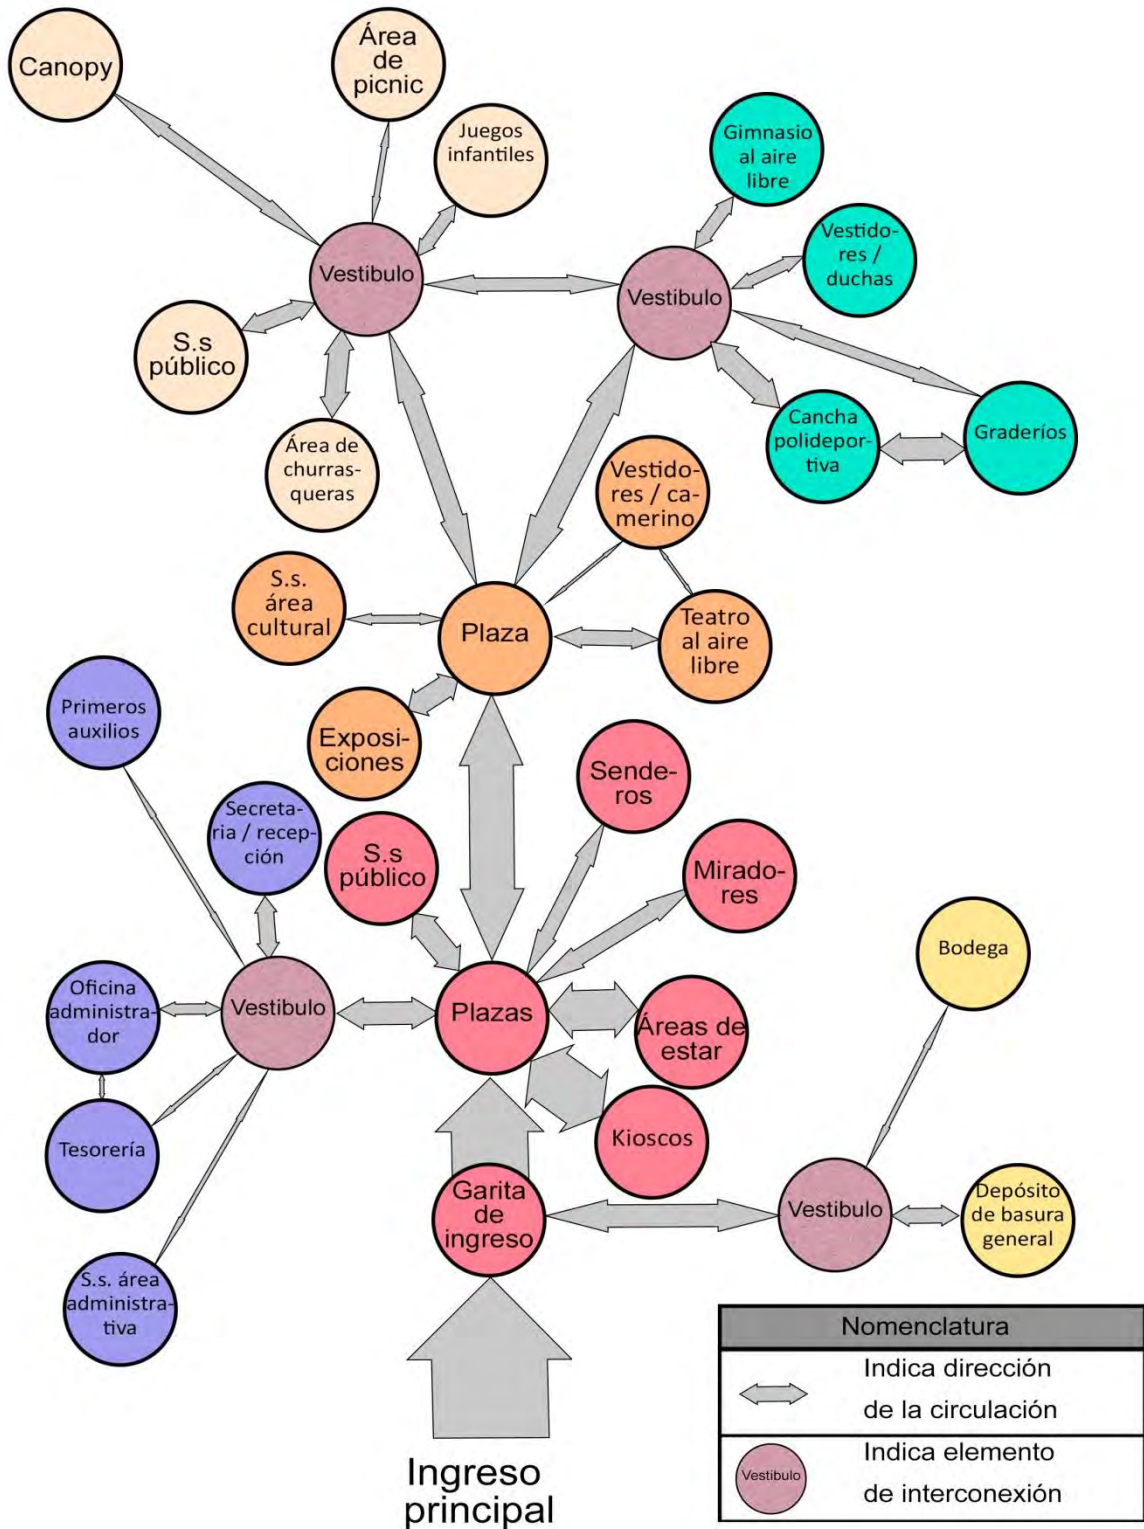 Canopy
Área
de
picnic
Juegos
infantiles
Gimnasio
al aire
libre
Vestido-
res /
duchas
Vestibulo
Vestibulo
S.s
público
Área de
churras-
queras
Cancha
polidepor-
tiva
Graderíos
Vestido-
res / ca-
merino
S.s.
área
cultural
Plaza
Teatro
al aire
libre
Primeros
auxilios
Exposi-
ciones
Sende-
ros
Secreta-
ria / recep-
ción
S.s
público
Mirado-
res
Bodega
Oficina
administra-
dor
Vestibulo
Plazas
Áreas de
estar
Tesorería
Kioscos
Garita
de
ingreso
Vestibulo
Depósito
de basura
general
S.s. área
administra-
tiva
Ingreso
principal
Nomenclatura
Indica dirección
de la circulación
Vestibulo
Indica elemento
de interconexión